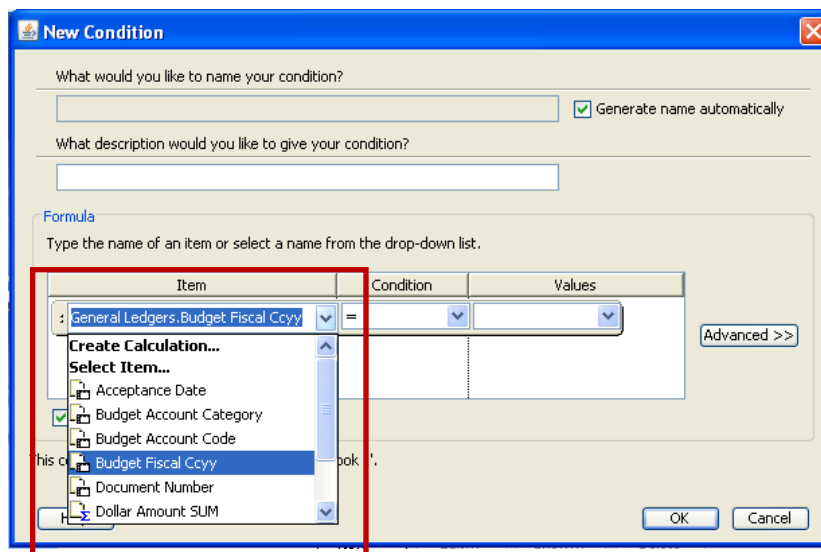 New Condition
What would you like to name your condition?
Generate name automatically
What description would you like to give your condition?
Formula
Type the name of an item or select a name from the drop-down list.
Item Condition Values
: General Ledgers.Budget Fiscal Ccyy =
Advanced >>
Create Calculation...
Select Item...
Acceptance Date
Budget Account Category
Budget Account Code
Budget Fiscal Ccyy
Document Number
Dollar Amount SUM
OK Cancel